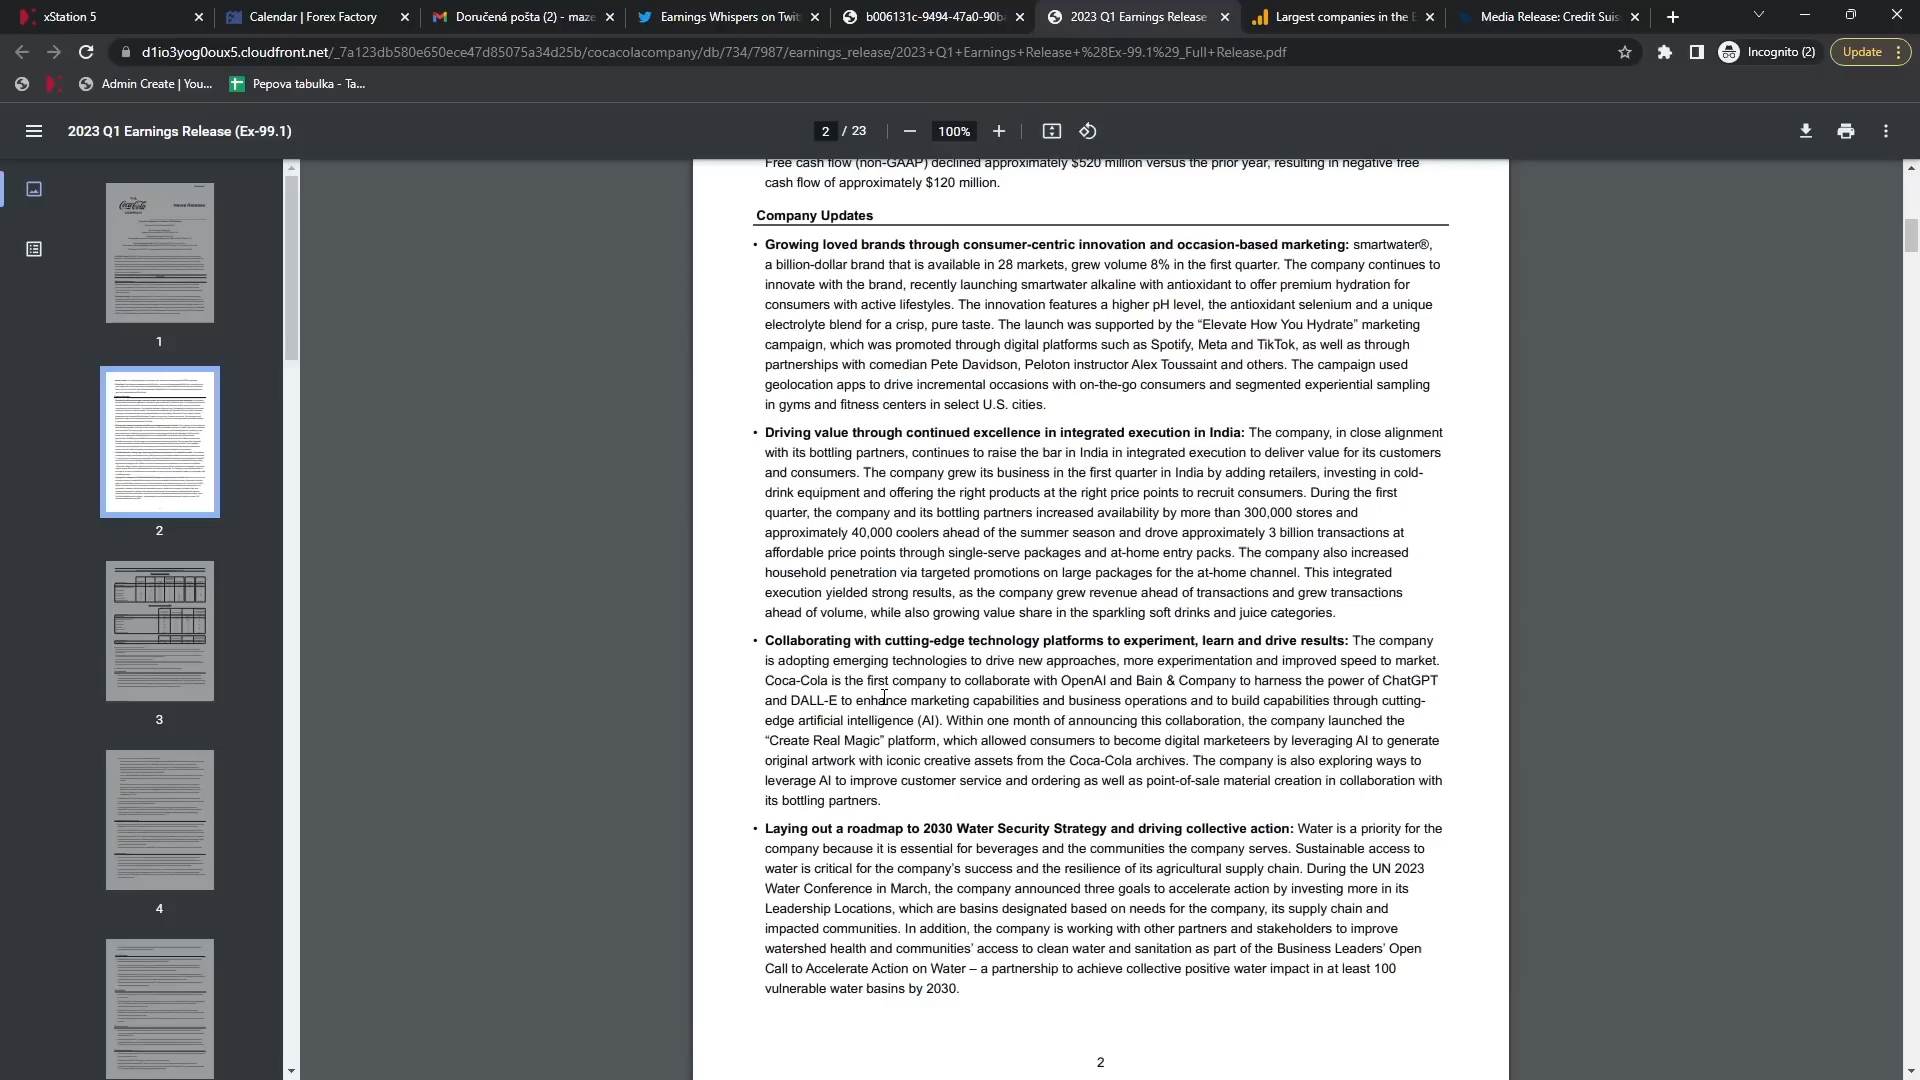 xStation 5
Calendar | Forex Factory
Doručená pošta (2) - maze
Earnings Whispers on Twit
b006131c-9494-47a0-90ba
2023 Q1 Earnings Release
Largest companies in the E
Media Release: Credit Suis
d1io3yog0oux5.cloudfront.net/_7a123db580e650ece47d85075a34d25b/cocacolacompany/db/734/7987/earnings_release/2023+Q1+Earnings+Release+%28Ex-99.1%29_Full+Release.pdf
Incognito (2)
Update
Admin Create | You...
Pepova tabulka - Ta...
2023 Q1 Earnings Release (Ex-99.1)
2 / 23
100%
Free cash flow (non-GAAP) declined approximately $520 million versus the prior year, resulting in negative free
cash flow of approximately $120 million.
Company Updates
• Growing loved brands through consumer-centric innovation and occasion-based marketing: smartwater®,
a billion-dollar brand that is available in 28 markets, grew volume 8% in the first quarter. The company continues to
innovate with the brand, recently launching smartwater alkaline with antioxidant to offer premium hydration for
consumers with active lifestyles. The innovation features a higher pH level, the antioxidant selenium and a unique
electrolyte blend for a crisp, pure taste. The launch was supported by the “Elevate How You Hydrate” marketing
campaign, which was promoted through digital platforms such as Spotify, Meta and TikTok, as well as through
partnerships with comedian Pete Davidson, Peloton instructor Alex Toussaint and others. The campaign used
geolocation apps to drive incremental occasions with on-the-go consumers and segmented experiential sampling
in gyms and fitness centers in select U.S. cities.
• Driving value through continued excellence in integrated execution in India: The company, in close alignment
with its bottling partners, continues to raise the bar in India in integrated execution to deliver value for its customers
and consumers. The company grew its business in the first quarter in India by adding retailers, investing in cold-
drink equipment and offering the right products at the right price points to recruit consumers. During the first
quarter, the company and its bottling partners increased availability by more than 300,000 stores and
approximately 40,000 coolers ahead of the summer season and drove approximately 3 billion transactions at
affordable price points through single-serve packages and at-home entry packs. The company also increased
household penetration via targeted promotions on large packages for the at-home channel. This integrated
execution yielded strong results, as the company grew revenue ahead of transactions and grew transactions
ahead of volume, while also growing value share in the sparkling soft drinks and juice categories.
• Collaborating with cutting-edge technology platforms to experiment, learn and drive results: The company
is adopting emerging technologies to drive new approaches, more experimentation and improved speed to market.
Coca-Cola is the first company to collaborate with OpenAI and Bain & Company to harness the power of ChatGPT
and DALL-E to enhance marketing capabilities and business operations and to build capabilities through cutting-
edge artificial intelligence (AI). Within one month of announcing this collaboration, the company launched the
“Create Real Magic” platform, which allowed consumers to become digital marketeers by leveraging AI to generate
original artwork with iconic creative assets from the Coca-Cola archives. The company is also exploring ways to
leverage AI to improve customer service and ordering as well as point-of-sale material creation in collaboration with
its bottling partners.
• Laying out a roadmap to 2030 Water Security Strategy and driving collective action: Water is a priority for the
company because it is essential for beverages and the communities the company serves. Sustainable access to
water is critical for the company’s success and the resilience of its agricultural supply chain. During the UN 2023
Water Conference in March, the company announced three goals to accelerate action by investing more in its
Leadership Locations, which are basins designated based on needs for the company, its supply chain and
impacted communities. In addition, the company is working with other partners and stakeholders to improve
watershed health and communities’ access to clean water and sanitation as part of the Business Leaders’ Open
Call to Accelerate Action on Water – a partnership to achieve collective positive water impact in at least 100
vulnerable water basins by 2030.
2
1
2
3
4